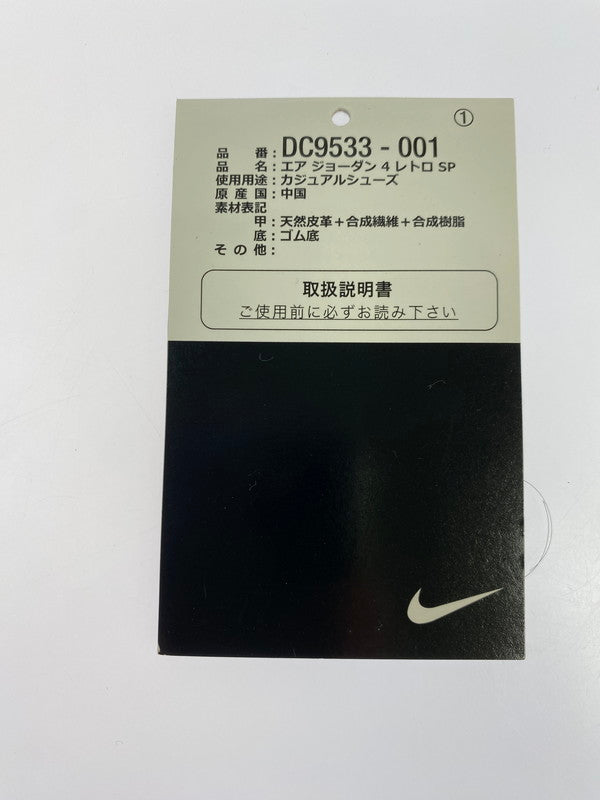 ①
品番:DC9533 - 001
品名:エア ジョーダン 4 レトロ SP
使用用途:カジュアルシューズ
原産国:中国
素材表記
甲:天然皮革+合成繊維+合成樹脂
底:ゴム底
その他:
取扱説明書
ご使用前に必ずお読み下さい